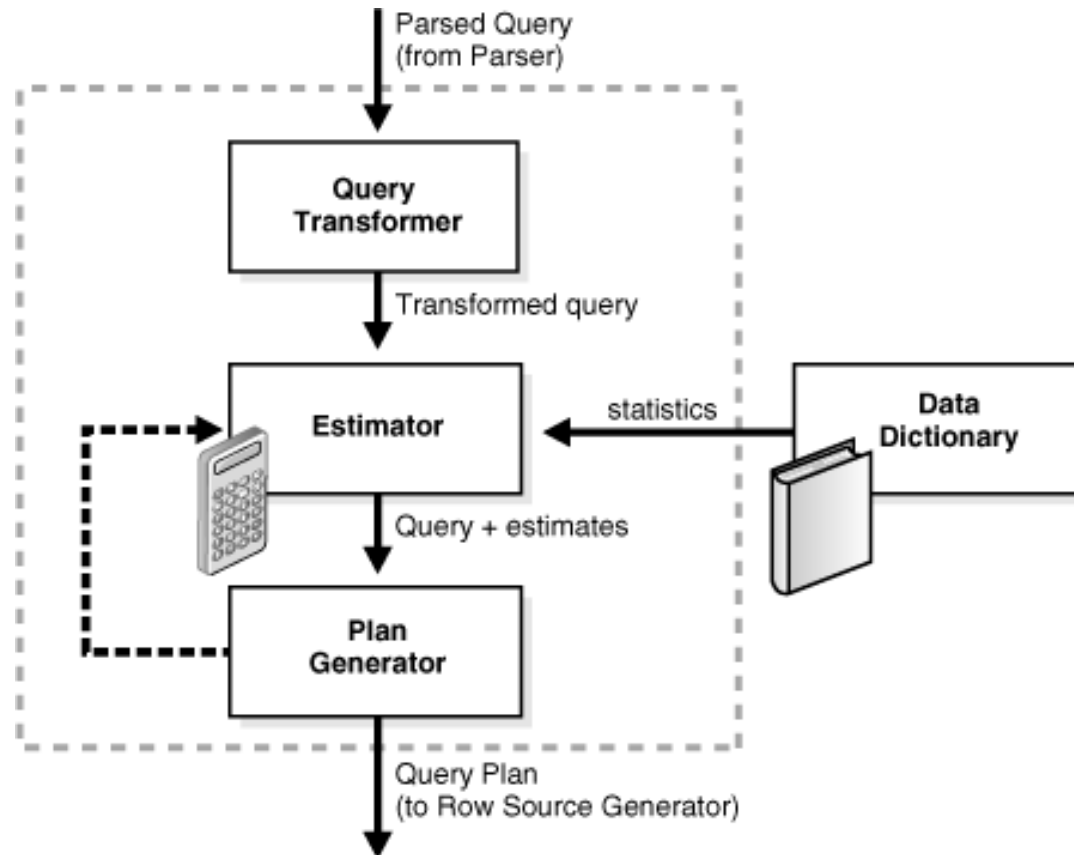 Parsed Query
(from Parser)
Query
Transformer
Transformed query
Estimator
statistics
Data
Dictionary
Query + estimates
Plan
Generator
Query Plan
(to Row Source Generator)